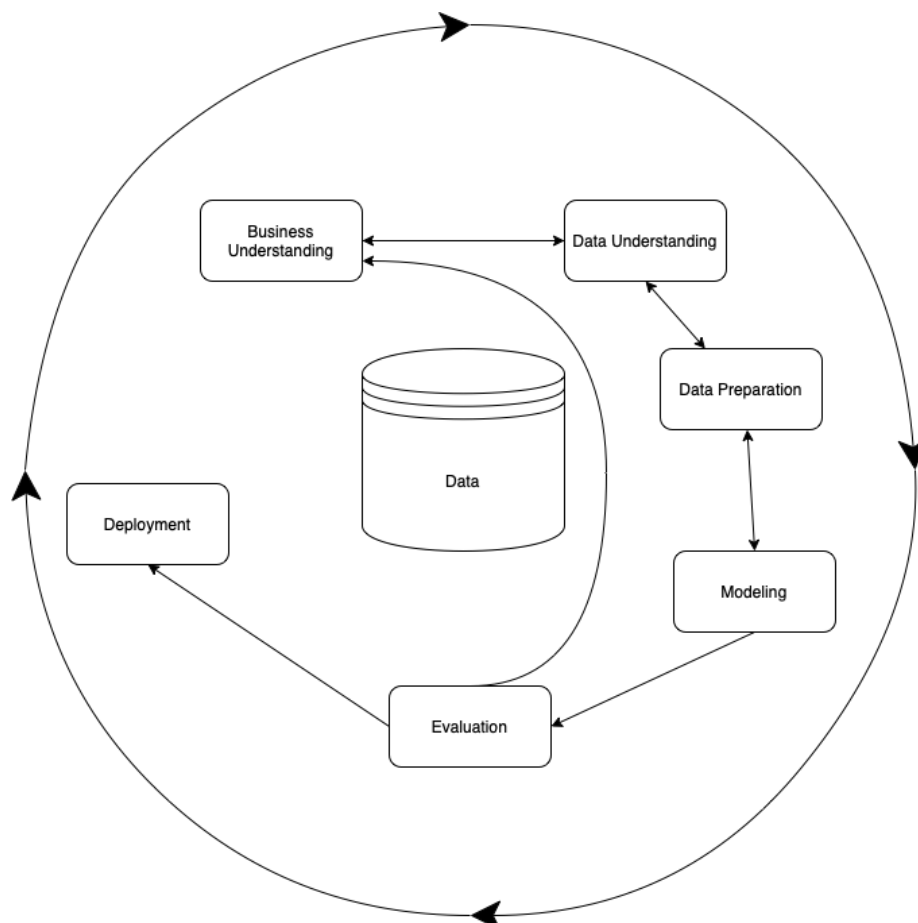 Business
Understanding
Data Understanding
Data Preparation
Data
Deployment
Modeling
Evaluation